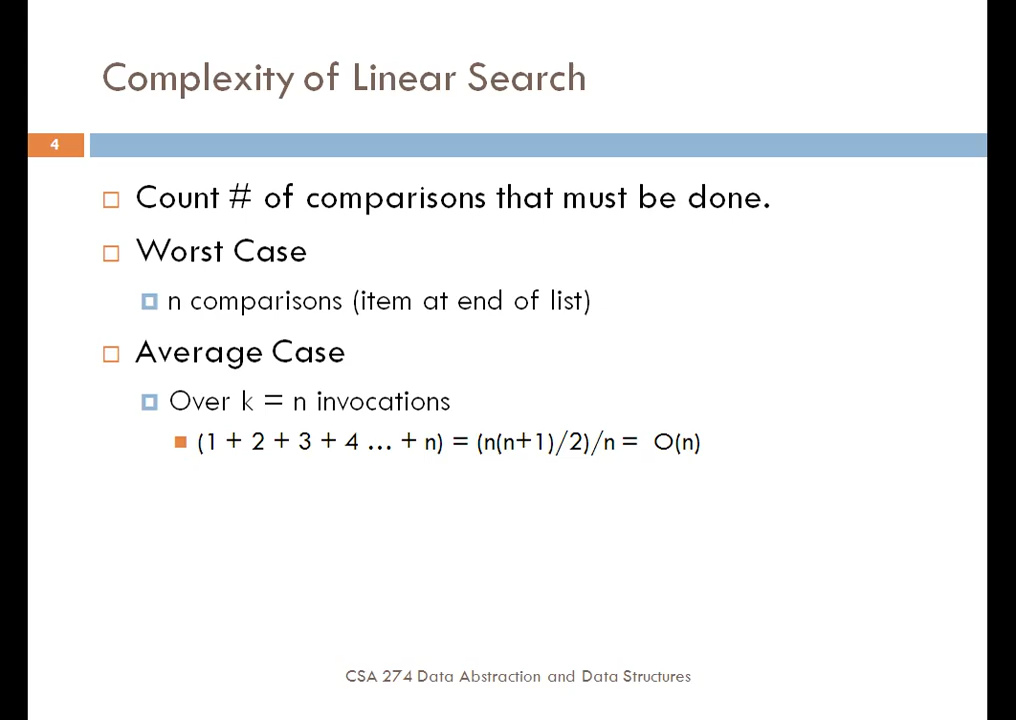 Complexity of Linear Search
4
Count # of comparisons that must be done.
Worst Case
n comparisons (item at end of list)
Average Case
Over k = n invocations
(1 + 2 + 3 + 4 ... + n) = (n(n+1)/2)/n = O(n)
CSA 274 Data Abstraction and Data Structures